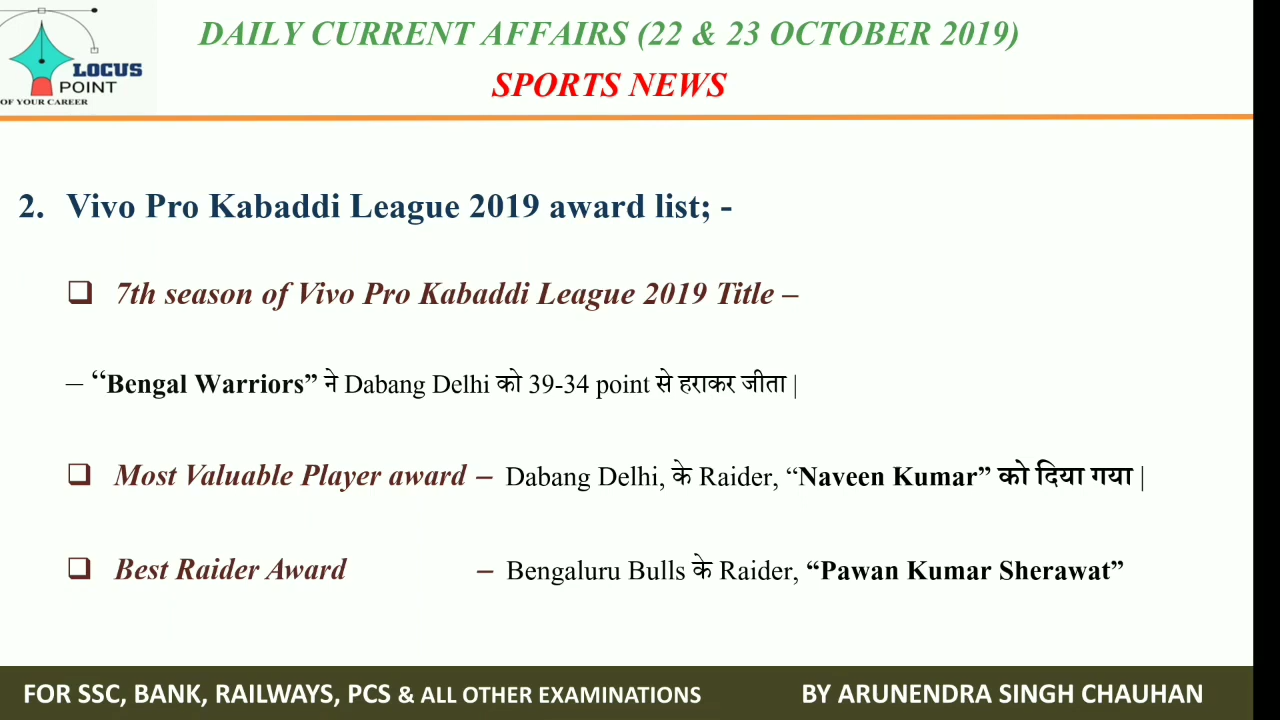 DAILY CURRENT AFFAIRS (22 & 23 OCTOBER 2019)
LOCUS
POINT
OF YOUR CAREER
SPORTS NEWS
2. Vivo Pro Kabaddi League 2019 award list; -
❑ 7th season of Vivo Pro Kabaddi League 2019 Title –
– “Bengal Warriors” ने Dabang Delhi को 39-34 point से हराकर जीता |
❑ Most Valuable Player award – Dabang Delhi, के Raider, “Naveen Kumar” को दिया गया |
❑ Best Raider Award – Bengaluru Bulls के Raider, “Pawan Kumar Sherawat”
FOR SSC, BANK, RAILWAYS, PCS & ALL OTHER EXAMINATIONS BY ARUNENDRA SINGH CHAUHAN